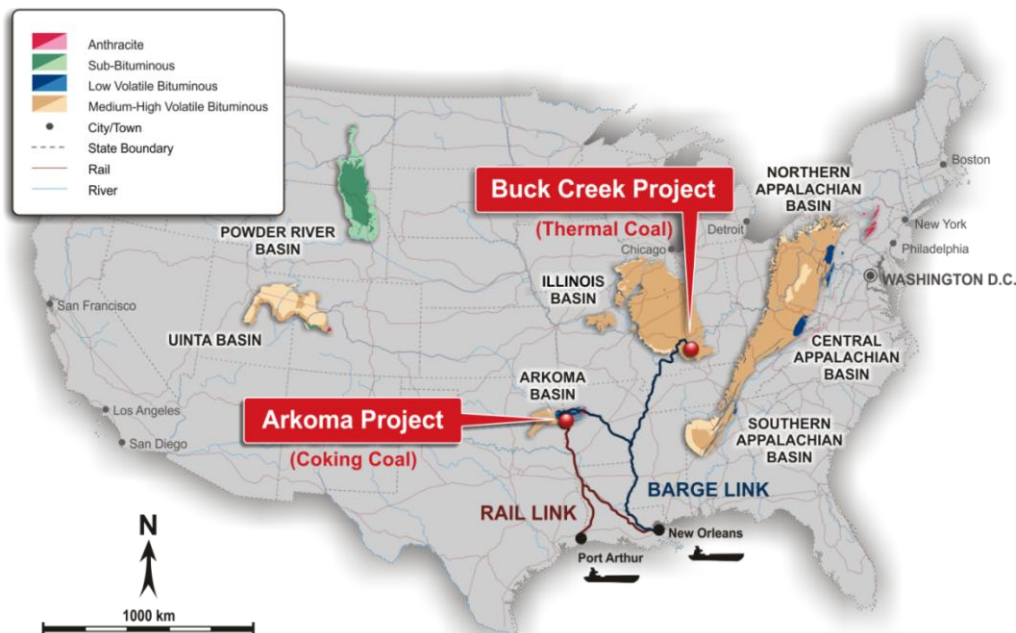 Anthracite
Sub-Bituminous
Low Volatile Bituminous
Medium-High Volatile Bituminous
City/Town
State Boundary
Rail
River
POWDER RIVER
BASIN
UINTA BASIN
San Francisco
Los Angeles
San Diego
Buck Creek Project
(Thermal Coal)
Chicago
Detroit
ILLINOIS
BASIN
NORTHERN
APPALACHIAN
BASIN
Boston
New York
Philadelphia
WASHINGTON D.C.
CENTRAL
APPALACHIAN
BASIN
SOUTHERN
APPALACHIAN
BASIN
ARKOMA
BASIN
Arkoma Project
(Coking Coal)
RAIL LINK
BARGE LINK
New Orleans
Port Arthur
N
1000 km